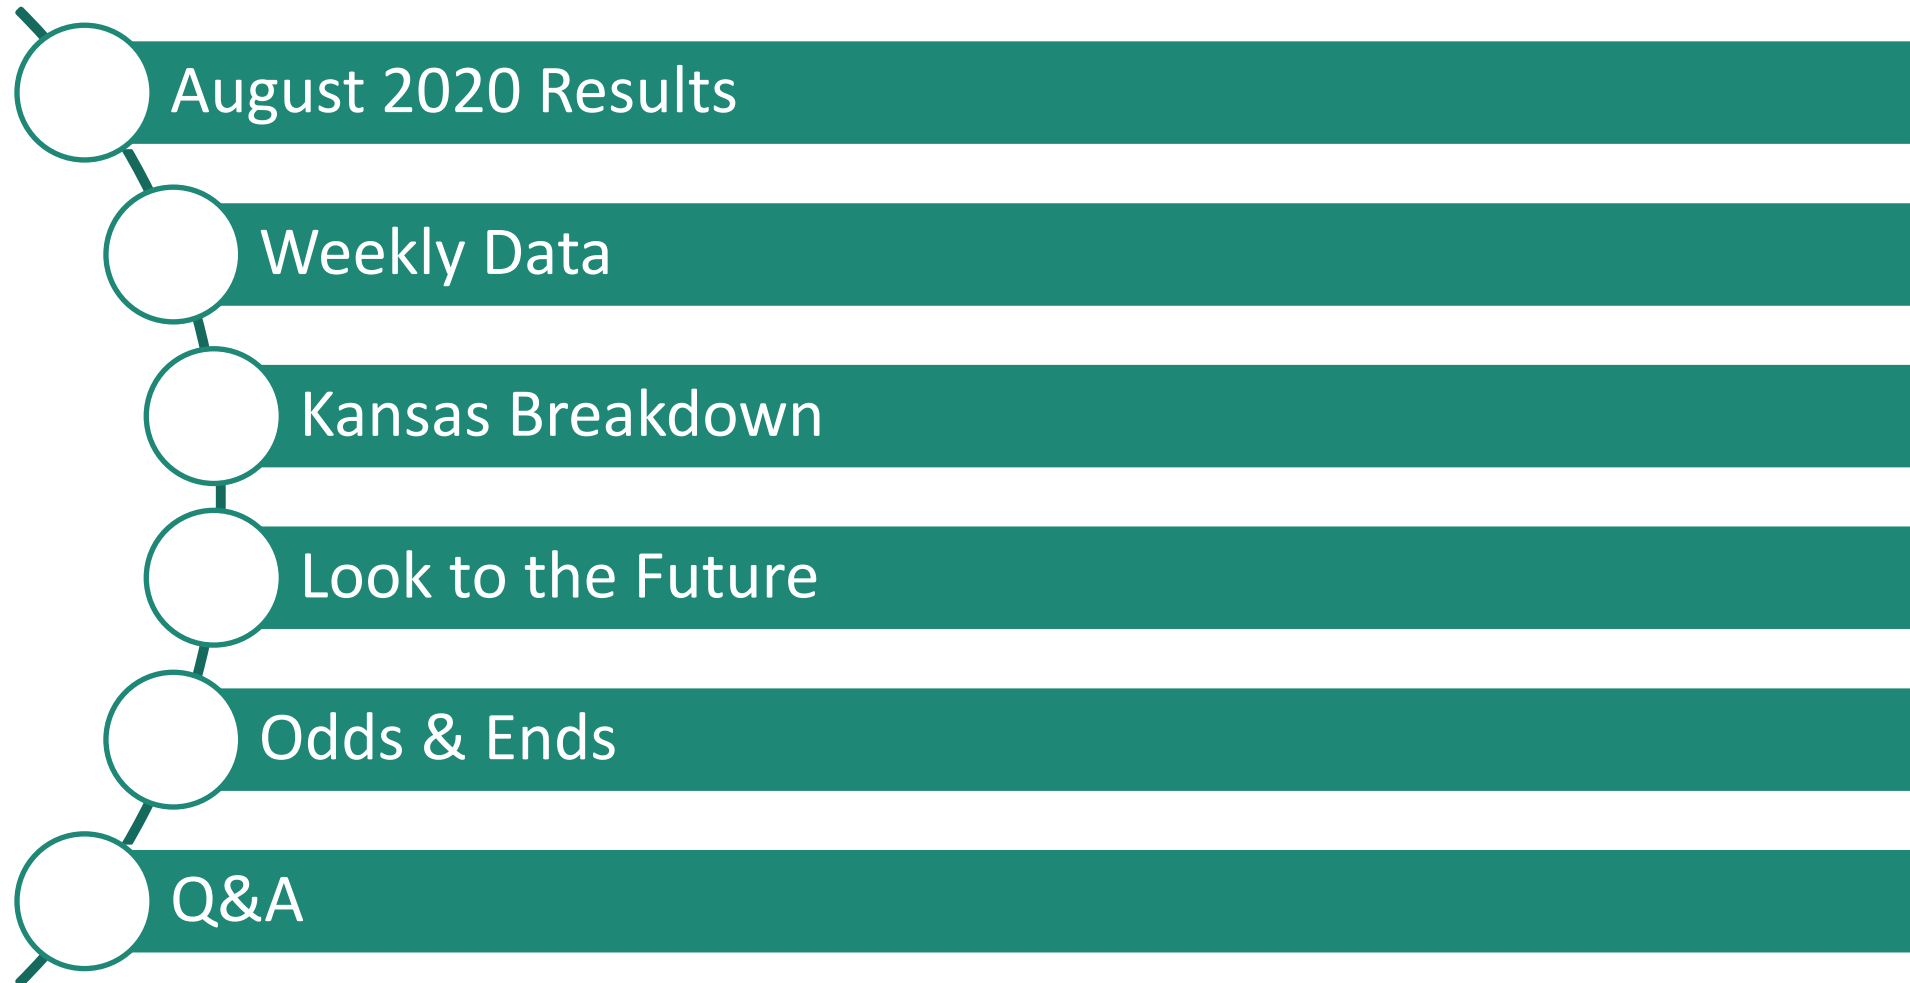 August 2020 Results
Weekly Data
Kansas Breakdown
Look to the Future
Odds & Ends
Q&A